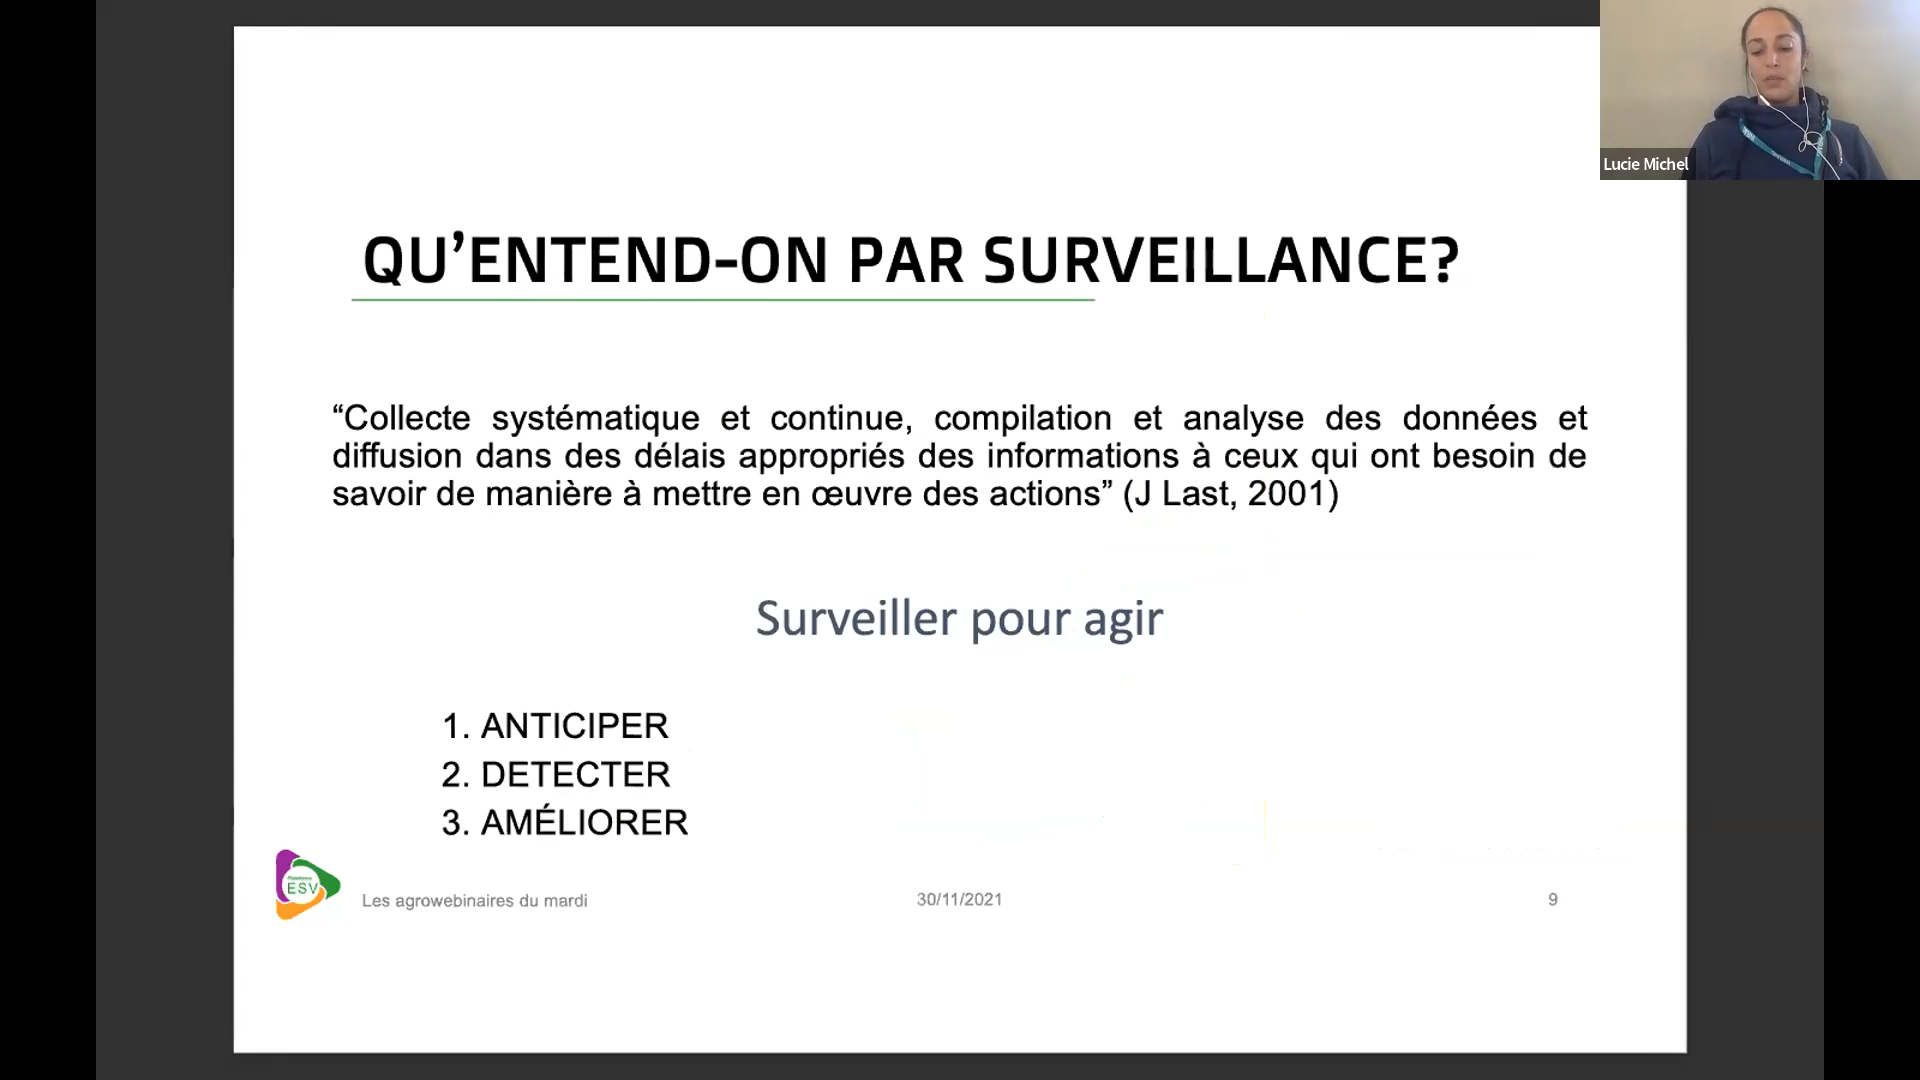 Lucie Michel
QU’ENTEND-ON PAR SURVEILLANCE?
“Collecte systématique et continue, compilation et analyse des données et
diffusion dans des délais appropriés des informations à ceux qui ont besoin de
savoir de manière à mettre en œuvre des actions” (J Last, 2001)
Surveiller pour agir
1. ANTICIPER
2. DETECTER
3. AMÉLIORER
ESV
Les agrowebinaires du mardi
30/11/2021
9